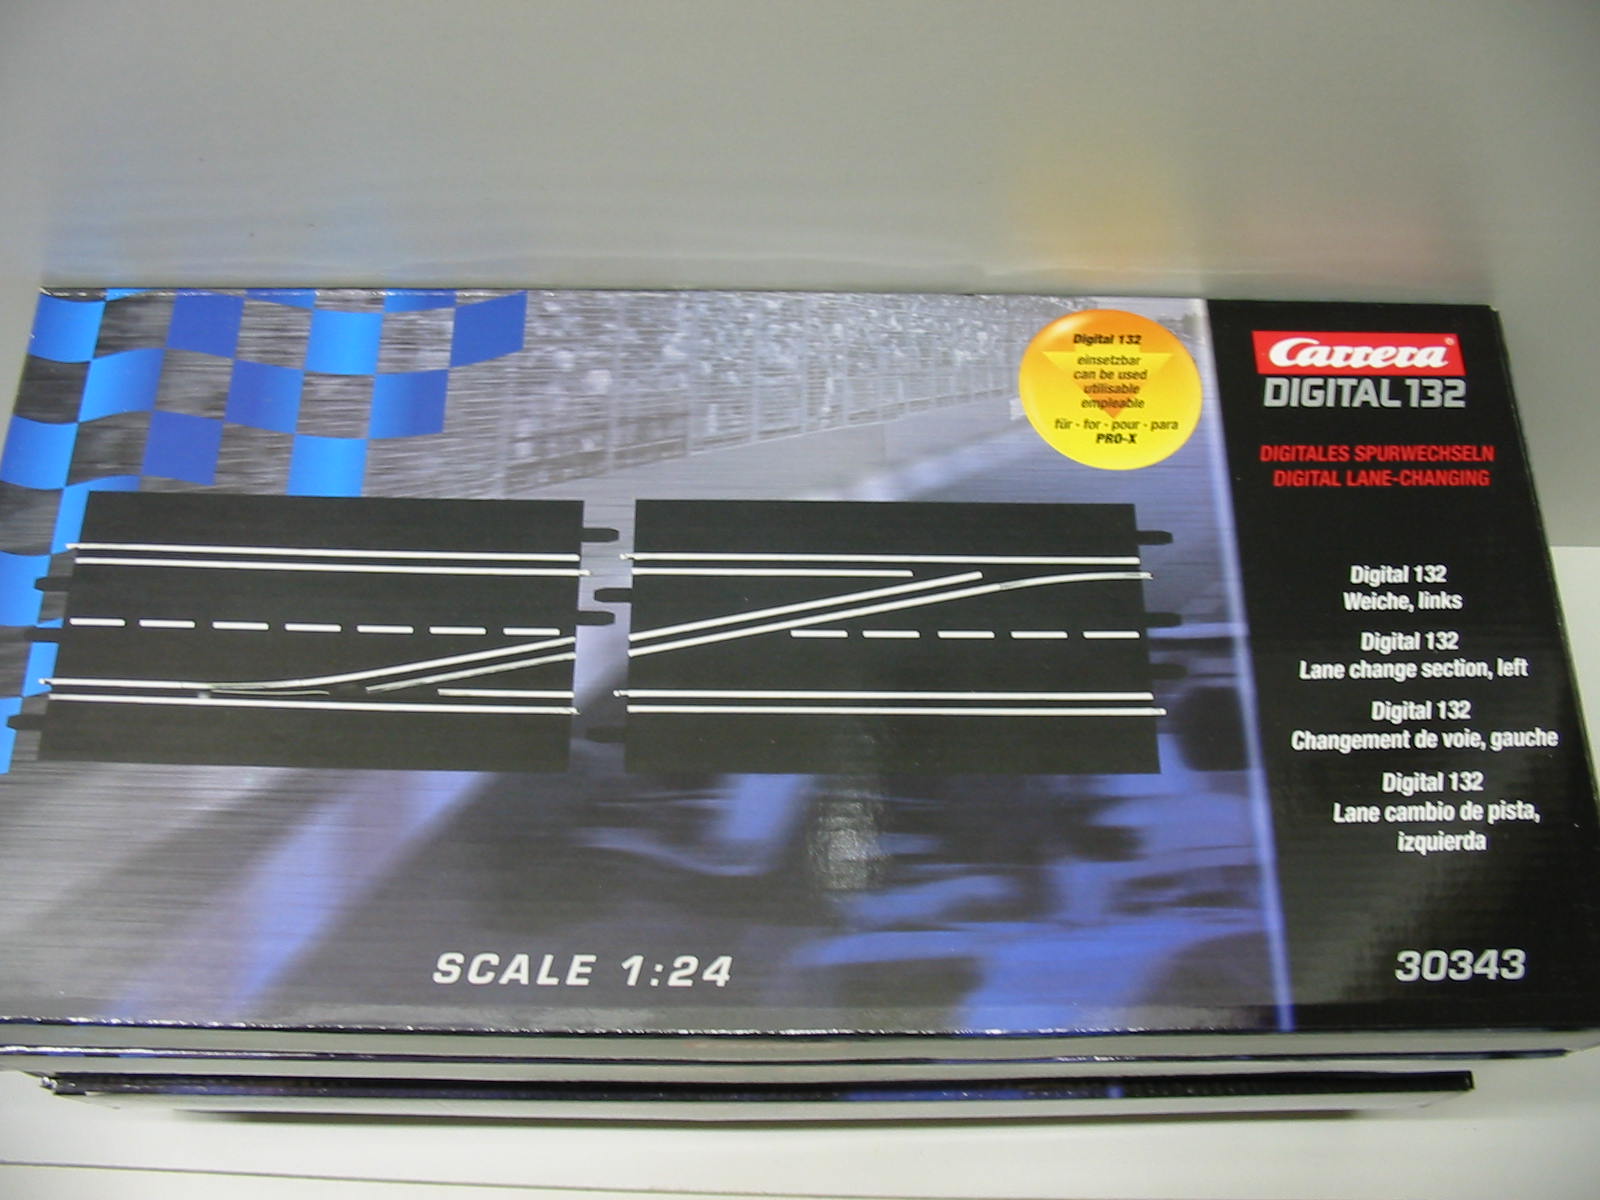 Digital 132
einsetzbar
can be used
utilisable
empleable
für - for - pour - para
PRO-X
Carrera®
DIGITAL 132
DIGITALES SPURWECHSELN
DIGITAL LANE-CHANGING
Digital 132
Weiche, links
Digital 132
Lane change section, left
Digital 132
Changement de voie, gauche
Digital 132
Lane cambio de pista,
izquierda
SCALE 1:24
30343